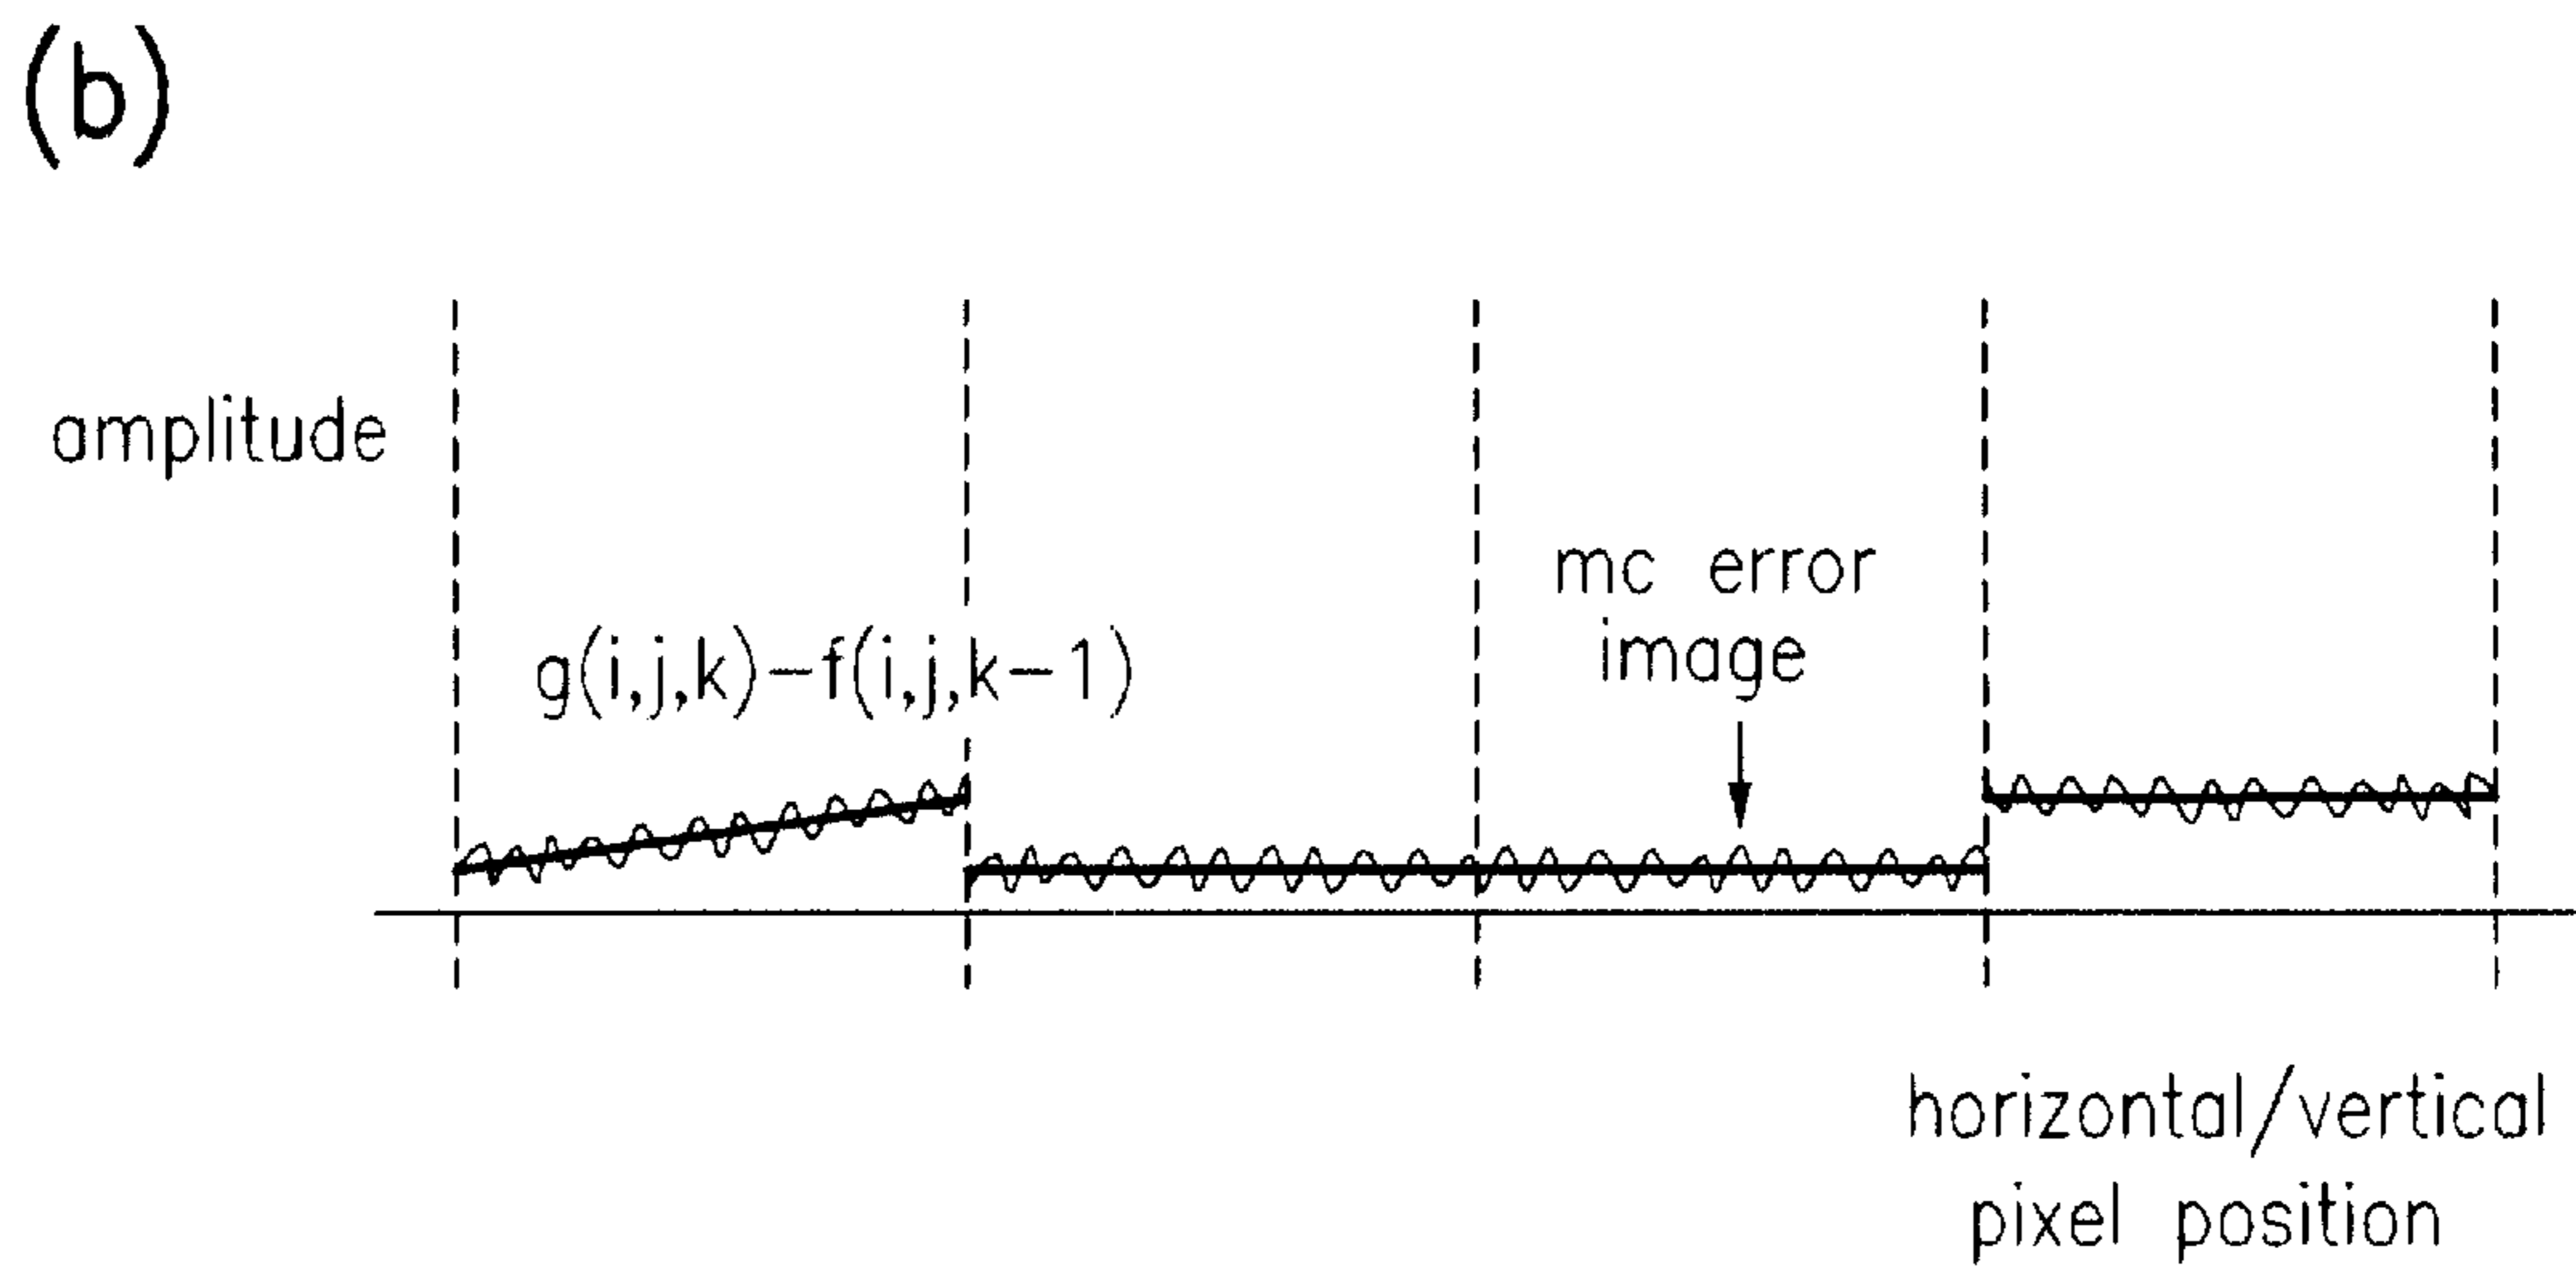 (b)
amplitude
mc error
image
g(i,j,k)−f(i,j,k−1)
horizontal/vertical
pixel position